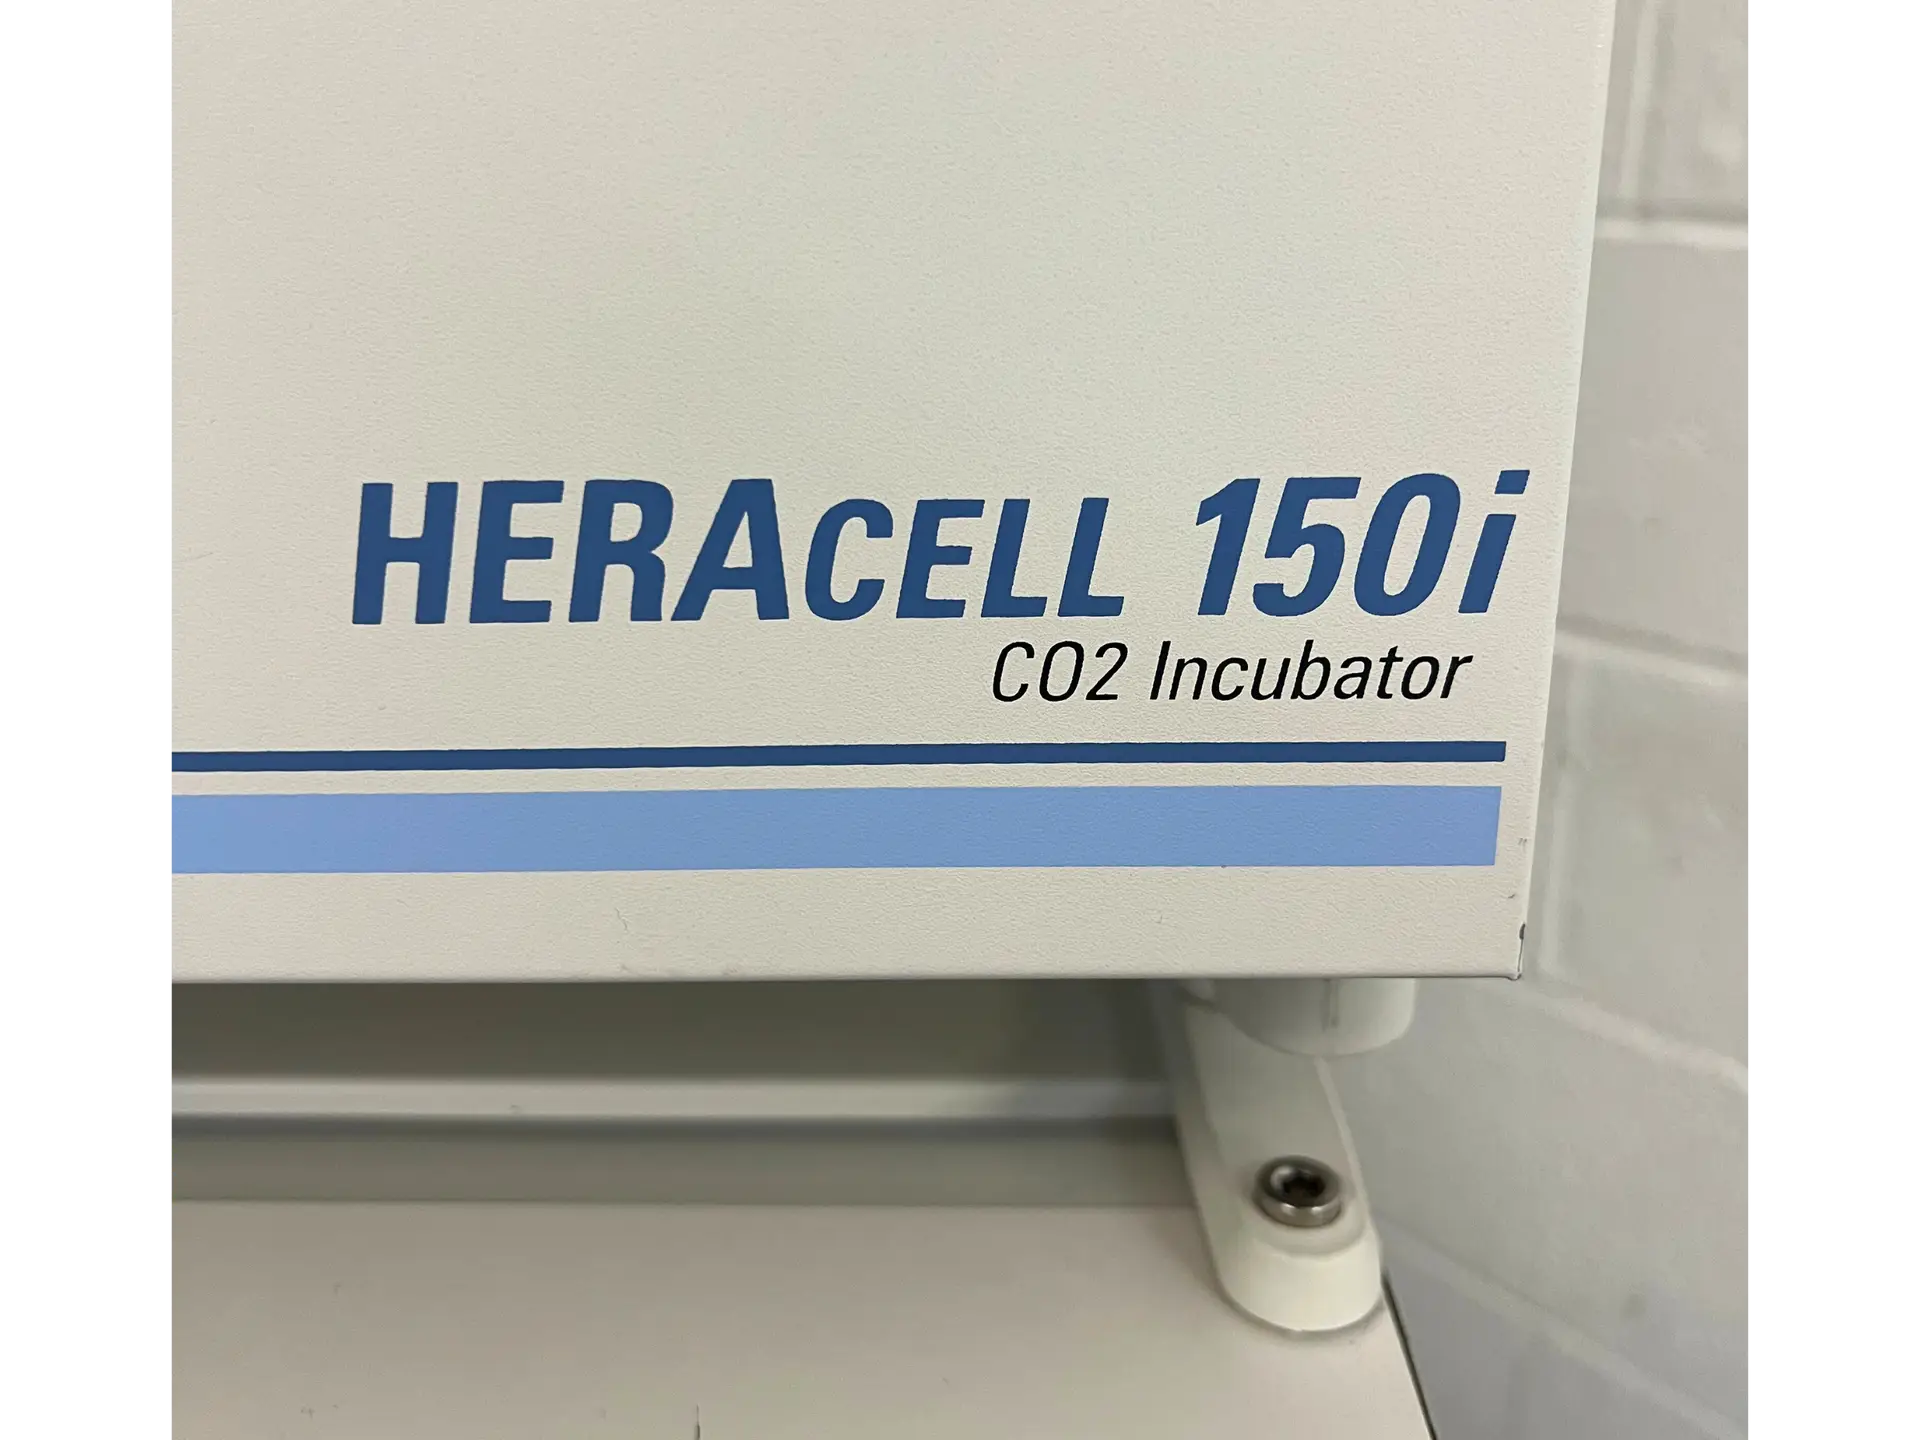 HERACELL 150i
CO2 Incubator